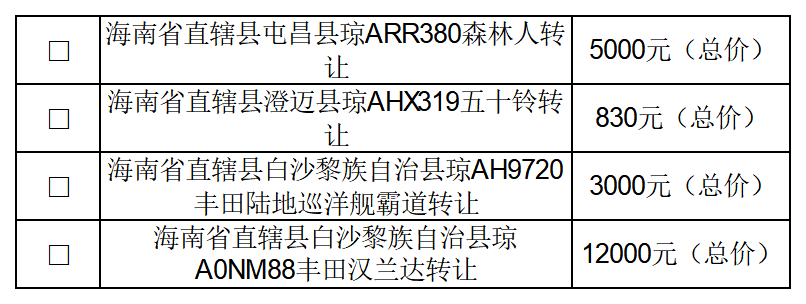 □
海南省直辖县屯昌县琼ARR380森林人转
让
5000元（总价）
□
海南省直辖县澄迈县琼AHX319五十铃转
让
830元（总价）
□
海南省直辖县白沙黎族自治县琼AH9720
丰田陆地巡洋舰霸道转让
3000元（总价）
□
海南省直辖县白沙黎族自治县琼
A0NM88丰田汉兰达转让
12000元（总价）